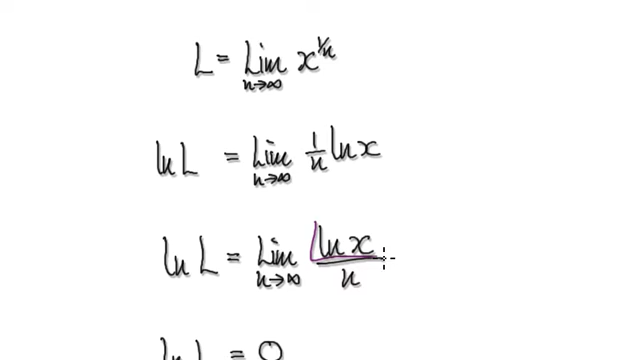 L = Lim n→∞ x^1/n
ln L = Lim n→∞ 1/n ln x
ln L = Lim n→∞ ln x/n
ln L = 0